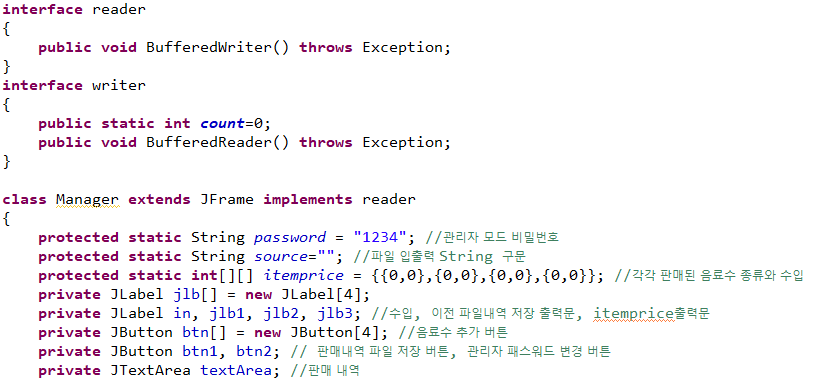 interface reader
{
    public void BufferedWriter() throws Exception;
}
interface writer
{
    public static int count=0;
    public void BufferedReader() throws Exception;
}

class Manager extends JFrame implements reader
{
    protected static String password = "1234"; //관리자 모드 비밀번호
    protected static String source=""; //파일 입출력 String 구문
    protected static int[][] itemprice = {{0,0},{0,0},{0,0},{0,0}}; //각각 판매된 음료수 종류와 수입
    private JLabel jlb[] = new JLabel[4];
    private JLabel in, jlb1, jlb2, jlb3; //수입, 이전 파일내역 저장 출력문, itemprice출력문
    private JButton btn[] = new JButton[4]; //음료수 추가 버튼
    private JButton btn1, btn2; // 판매내역 파일 저장 버튼, 관리자 패스워드 변경 버튼
    private JTextArea textArea; //판매 내역